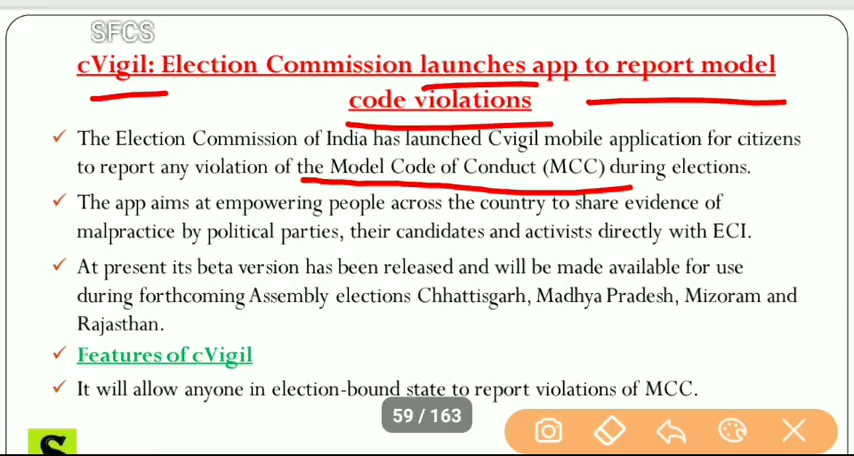 SFCS
cVigil: Election Commission launches app to report model
code violations
✓ The Election Commission of India has launched Cvigil mobile application for citizens
to report any violation of the Model Code of Conduct (MCC) during elections.
✓ The app aims at empowering people across the country to share evidence of
malpractice by political parties, their candidates and activists directly with ECI.
✓ At present its beta version has been released and will be made available for use
during forthcoming Assembly elections Chhattisgarh, Madhya Pradesh, Mizoram and
Rajasthan.
✓ Features of cVigil
✓ It will allow anyone in election-bound state to report violations of MCC.
59 / 163
S